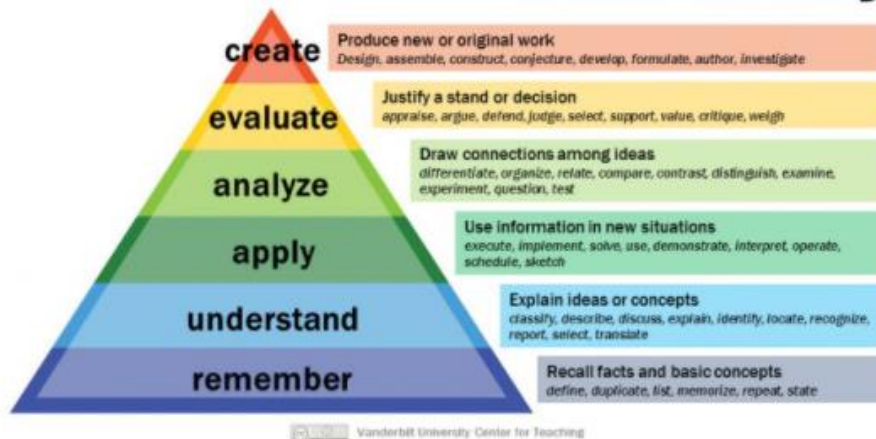 create
Produce new or original work
Design, assemble, construct, conjecture, develop, formulate, author, investigate
evaluate
Justify a stand or decision
appraise, argue, defend, judge, select, support, value, critique, weigh
analyze
Draw connections among ideas
differentiate, organize, relate, compare, contrast, distinguish, examine,
experiment, question, test
apply
Use information in new situations
execute, implement, solve, use, demonstrate, interpret, operate,
schedule, sketch
understand
Explain ideas or concepts
classify, describe, discuss, explain, identify, locate, recognize,
report, select, translate
remember
Recall facts and basic concepts
define, duplicate, list, memorize, repeat, state
Vanderbilt University Center for Teaching